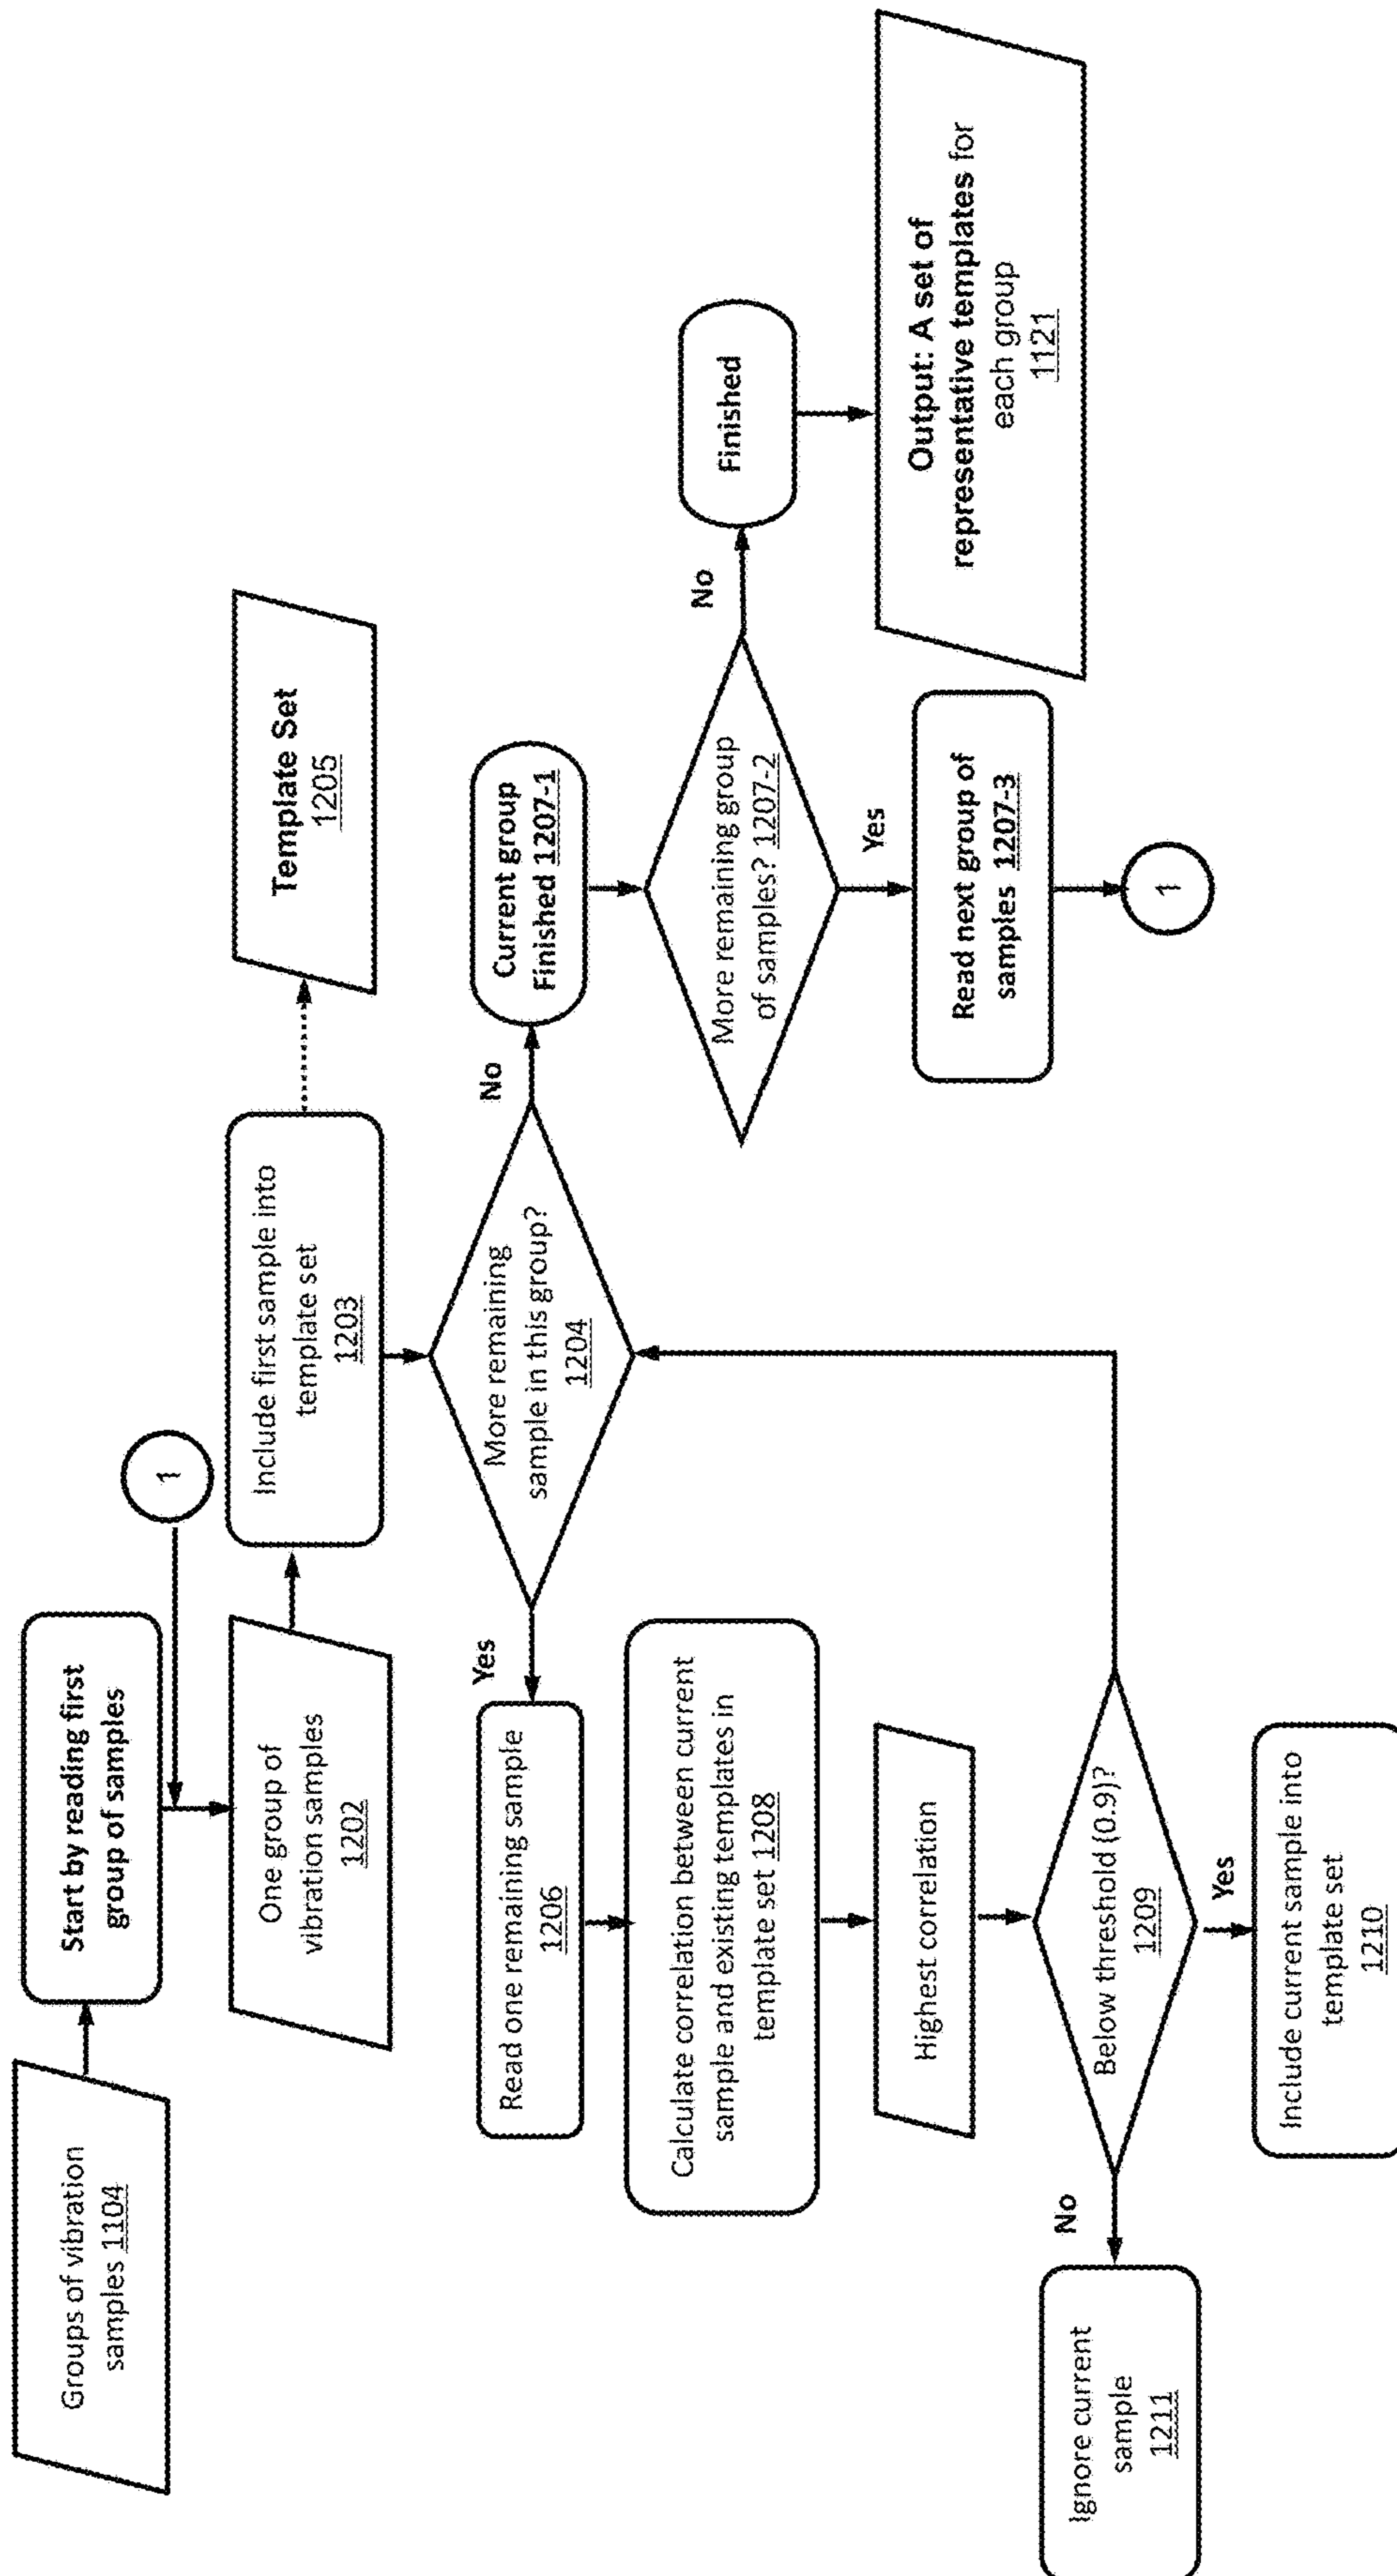 Groups of vibration
samples 1104
Start by reading first
group of samples
1
One group of
vibration samples
1202
Include first sample into
template set
1203
Template Set
1205
More remaining
sample in this group?
1204
No
Current group
Finished 1207-1
Yes
Read one remaining sample
1206
More remaining group
of samples? 1207-2
No
Finished
Yes
Calculate correlation between current
sample and existing templates in
template set 1208
Read next group of
samples 1207-3
Output: A set of
representative templates for
each group
1121
1
Highest correlation
Below threshold (0.9)?
1209
No
Ignore current
sample
1211
Yes
Include current sample into
template set
1210